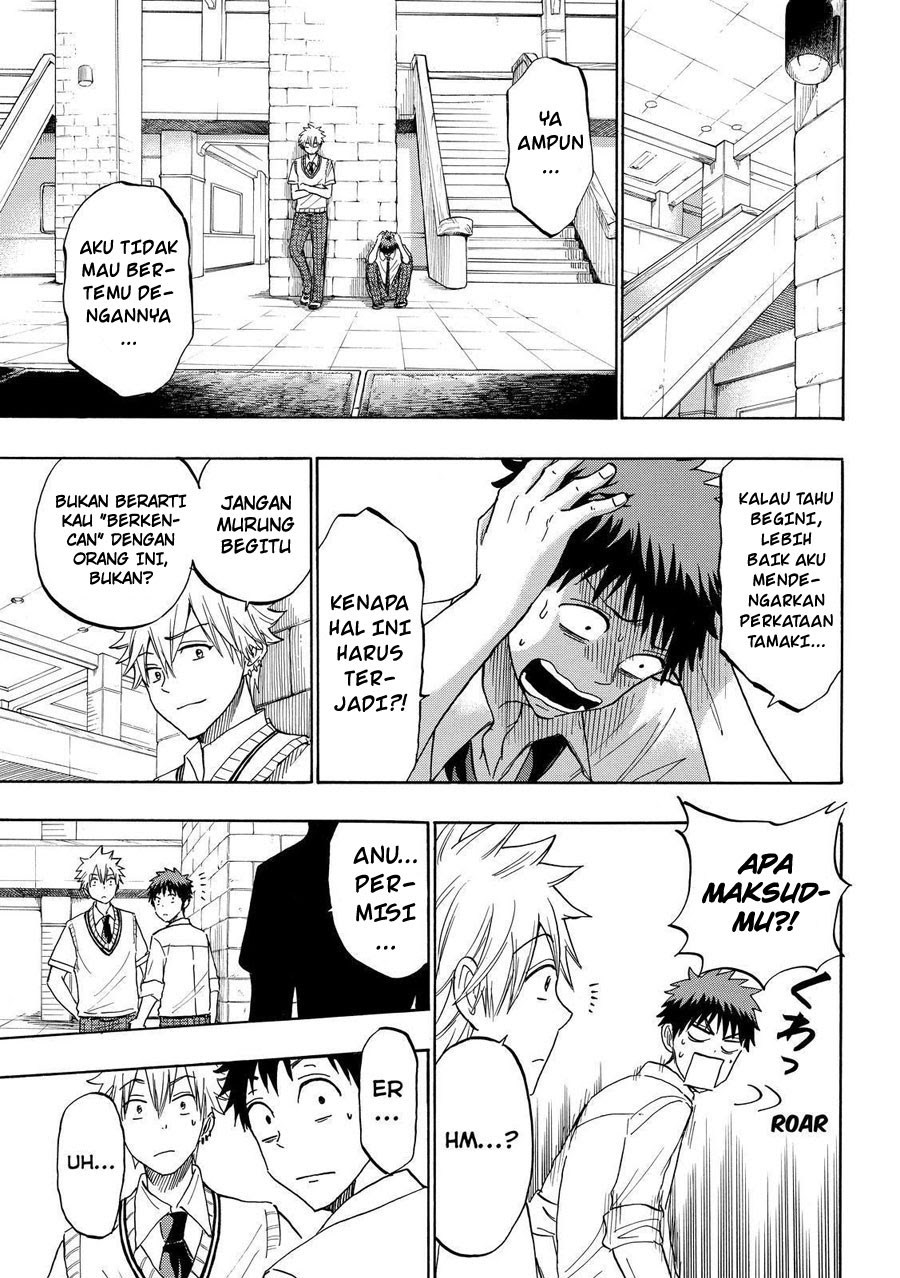 YA
AMPUN
...
AKU TIDAK
MAU BER-
TEMU DE-
NGANNYA
...
KALAU TAHU
BEGINI,
LEBIH
BAIK AKU
MENDE-
NGARKAN
PERKATAAN
TAMAKI...
KENAPA
HAL INI
HARUS
TER-
JADI?!
JANGAN
MURUNG
BEGITU
BUKAN BERARTI
KAU "BERKEN-
CAN" DENGAN
ORANG INI,
BUKAN?
APA
MAKSUD-
MU?!
くわっ
ROAR
HM...?
ANU...
PER-
MISI
...
ER
...
UH...